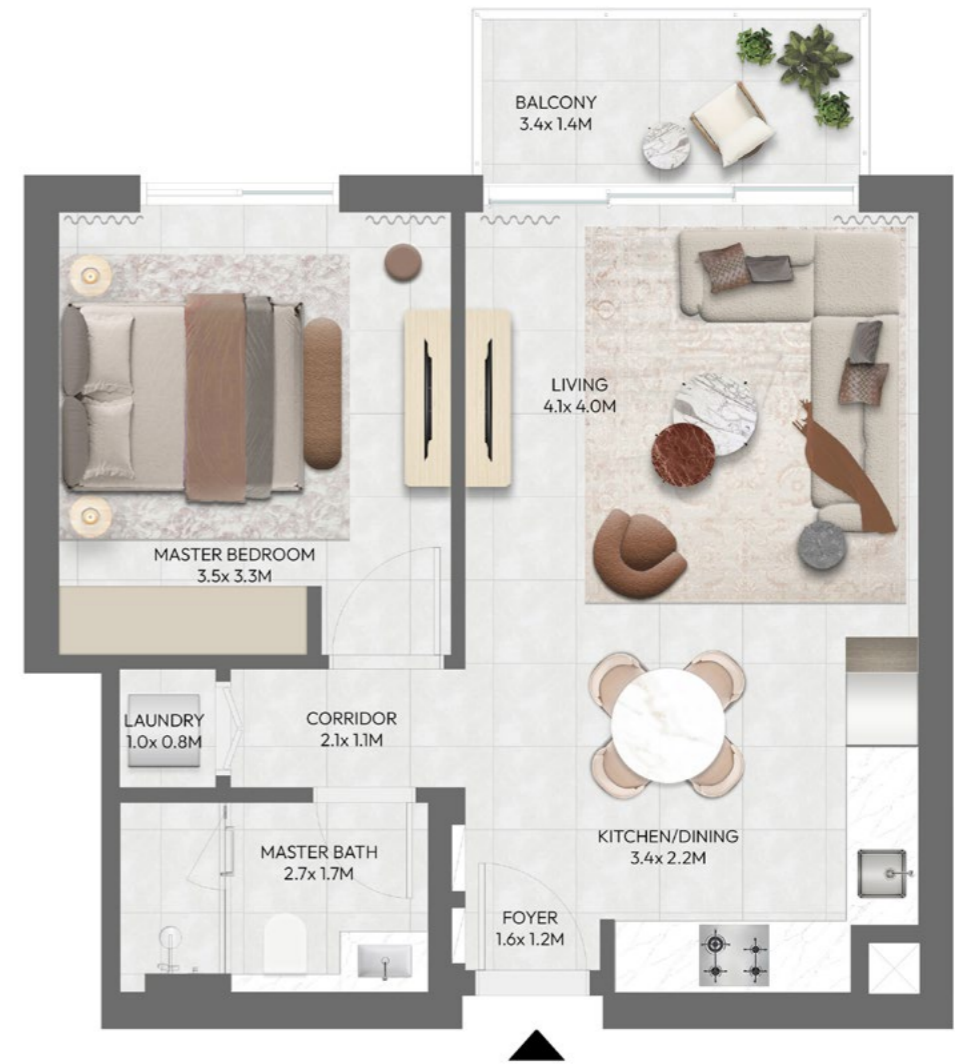 BALCONY
3.4x 1.4M
LIVING
4.1x 4.0M
MASTER BEDROOM
3.5x 3.3M
LAUNDRY
1.0x 0.8M
CORRIDOR
2.1x 1.1M
KITCHEN/DINING
3.4x 2.2M
MASTER BATH
2.7x 1.7M
FOYER
1.6x 1.2M